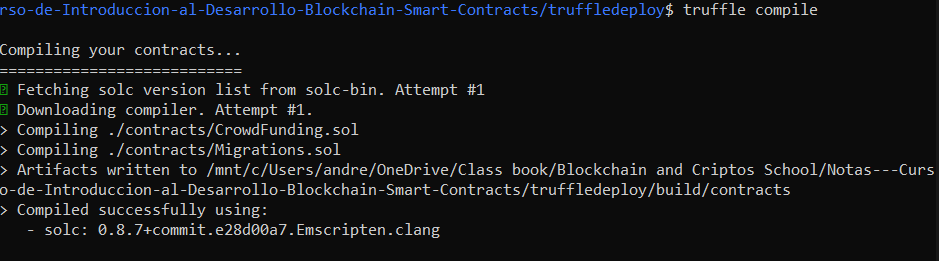 rso-de-Introduccion-al-Desarrollo-Blockchain-Smart-Contracts/truffledeploy$ truffle compile
Compiling your contracts...
===========================
Fetching solc version list from solc-bin. Attempt #1
Downloading compiler. Attempt #1.
> Compiling ./contracts/CrowdFunding.sol
> Compiling ./contracts/Migrations.sol
> Artifacts written to /mnt/c/Users/andre/OneDrive/Class book/Blockchain and Criptos School/Notas---Curs
o-de-Introduccion-al-Desarrollo-Blockchain-Smart-Contracts/truffledeploy/build/contracts
> Compiled successfully using:
- solc: 0.8.7+commit.e28d00a7.Emscripten.clang